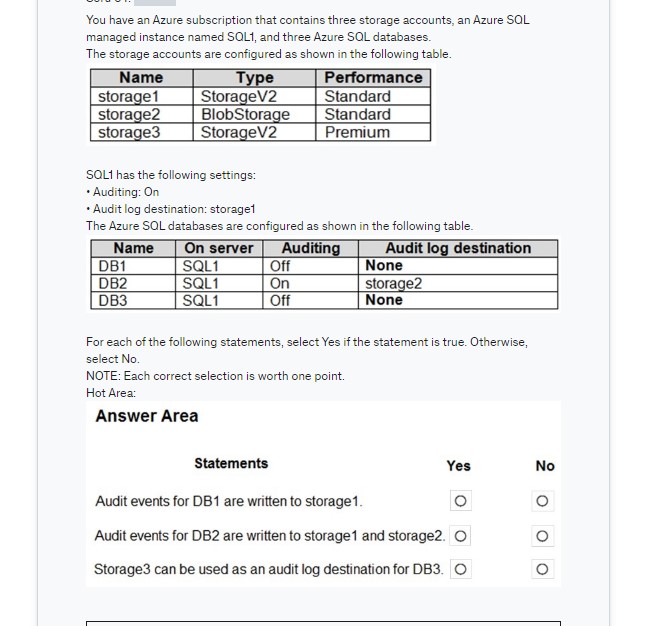 You have an Azure subscription that contains three storage accounts, an Azure SQL
managed instance named SQL1, and three Azure SQL databases.
The storage accounts are configured as shown in the following table.
Name Type Performance
storage1 StorageV2 Standard
storage2 BlobStorage Standard
storage3 StorageV2 Premium
SQL1 has the following settings:
• Auditing: On
• Audit log destination: storage1
The Azure SQL databases are configured as shown in the following table.
Name On server Auditing Audit log destination
DB1 SQL1 Off None
DB2 SQL1 On storage2
DB3 SQL1 Off None
For each of the following statements, select Yes if the statement is true. Otherwise,
select No.
NOTE: Each correct selection is worth one point.
Hot Area:
Answer Area
Statements Yes No
Audit events for DB1 are written to storage1.
Audit events for DB2 are written to storage1 and storage2.
Storage3 can be used as an audit log destination for DB3.